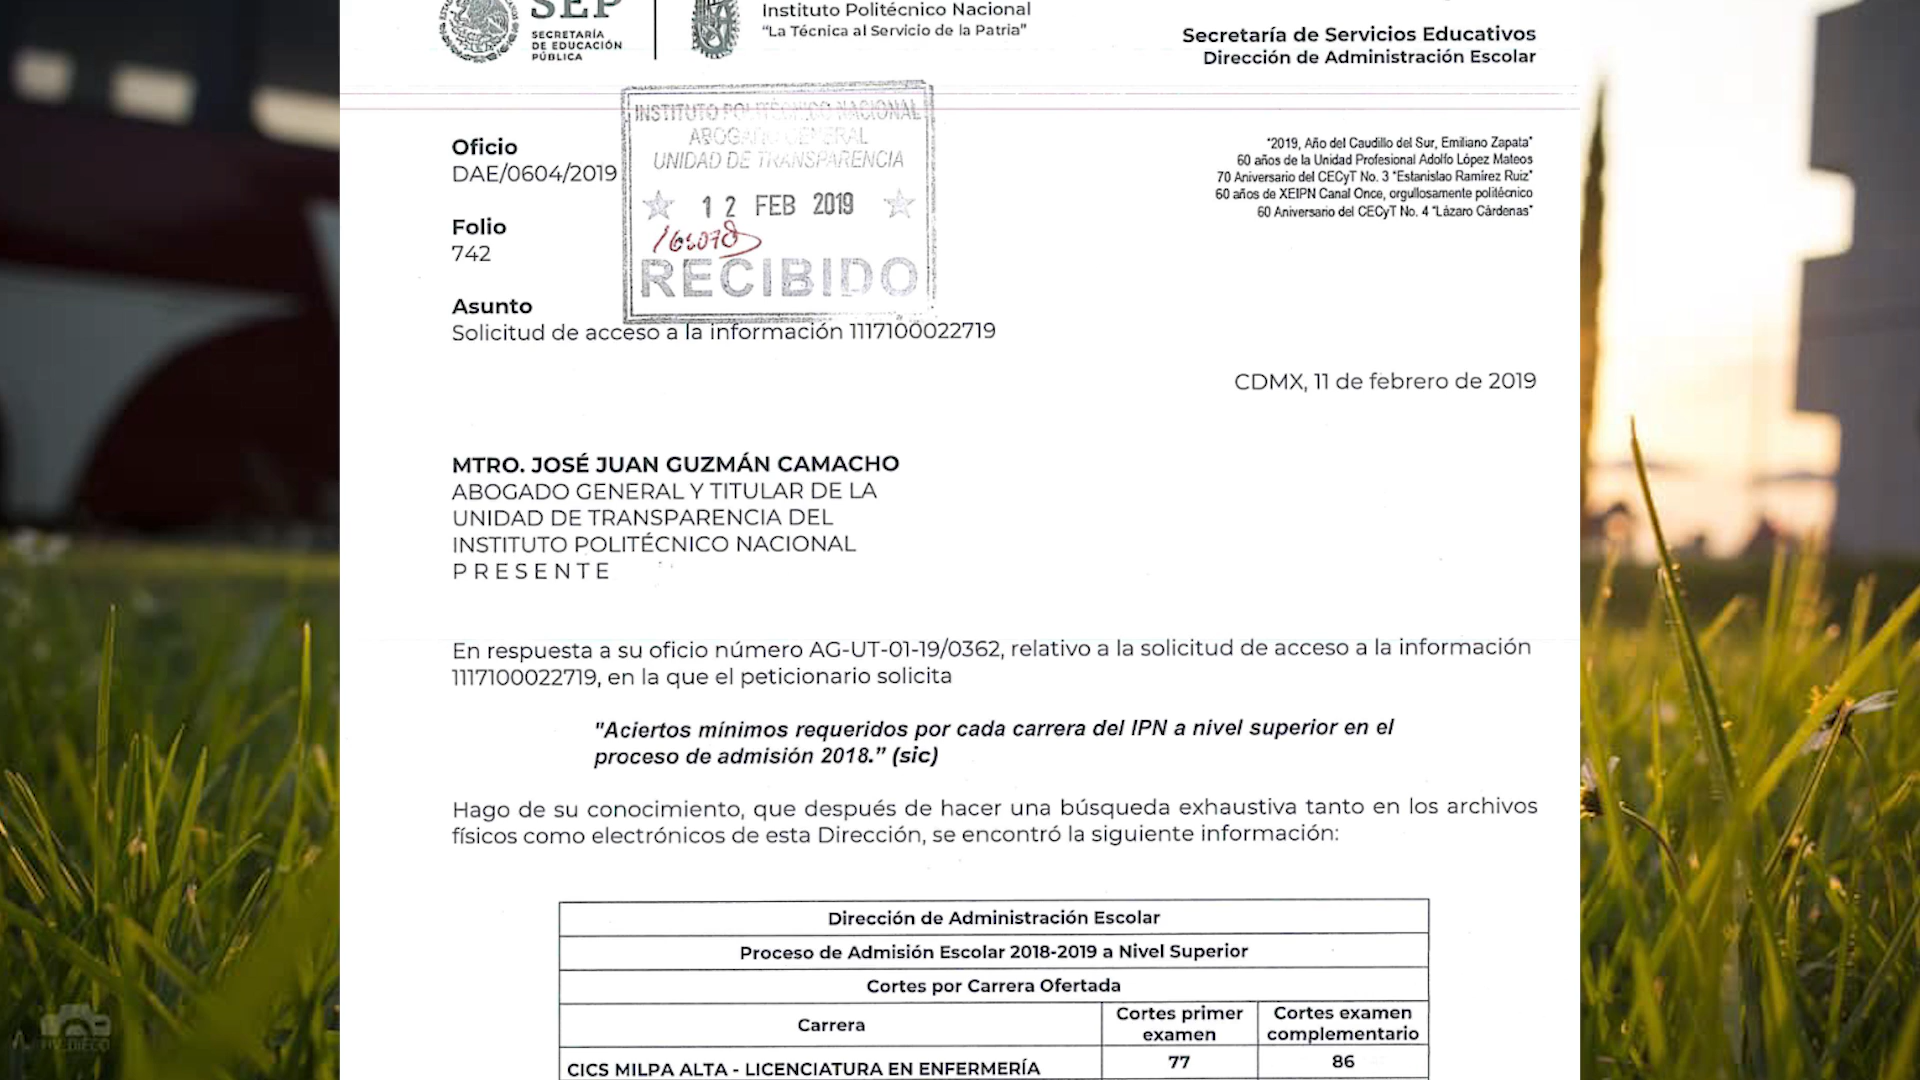 SEP
SECRETARÍA
DE EDUCACIÓN
PÚBLICA
Instituto Politécnico Nacional
"La Técnica al Servicio de la Patria"
Secretaría de Servicios Educativos
Dirección de Administración Escolar
INSTITUTO POLITÉCNICO NACIONAL
ABOGADO GENERAL
UNIDAD DE TRANSPARENCIA
12 FEB 2019
RECIBIDO
"2019, Año del Caudillo del Sur, Emiliano Zapata"
60 años de la Unidad Profesional Adolfo López Mateos
70 Aniversario del CECyT No. 3 "Estanislao Ramírez Ruiz"
60 años de XEIPN Canal Once, orgullosamente politécnico
60 Aniversario del CECyT No. 4 "Lázaro Cárdenas"
Oficio
DAE/0604/2019
Folio
742
Asunto
Solicitud de acceso a la información 1117100022719
CDMX, 11 de febrero de 2019
MTRO. JOSÉ JUAN GUZMÁN CAMACHO
ABOGADO GENERAL Y TITULAR DE LA
UNIDAD DE TRANSPARENCIA DEL
INSTITUTO POLITÉCNICO NACIONAL
P R E S E N T E
En respuesta a su oficio número AG-UT-01-19/0362, relativo a la solicitud de acceso a la información
1117100022719, en la que el peticionario solicita
"Aciertos mínimos requeridos por cada carrera del IPN a nivel superior en el
proceso de admisión 2018." (sic)
Hago de su conocimiento, que después de hacer una búsqueda exhaustiva tanto en los archivos
físicos como electrónicos de esta Dirección, se encontró la siguiente información:
Dirección de Administración Escolar
Proceso de Admisión Escolar 2018-2019 a Nivel Superior
Cortes por Carrera Ofertada
Carrera
Cortes primer
examen
Cortes examen
complementario
CICS MILPA ALTA - LICENCIATURA EN ENFERMERÍA
77
86